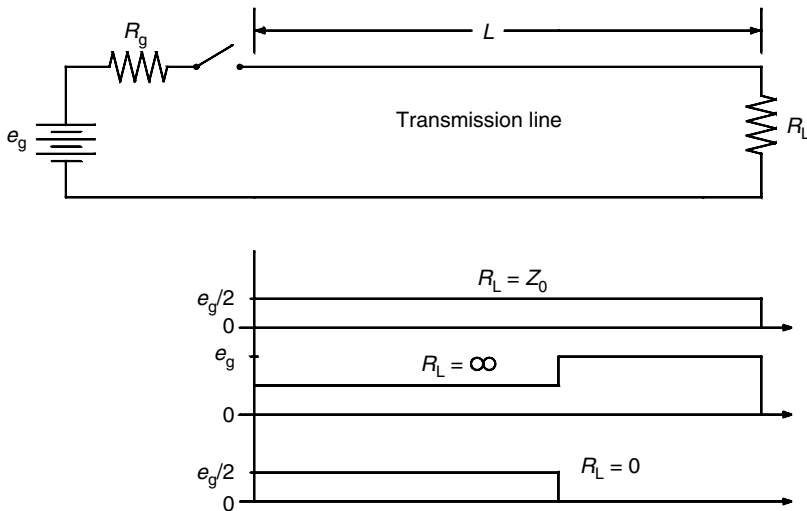 R_g
L
e_g
Transmission line
R_L
R_L = Z_0
e_g/2
0
e_g
R_L = ∞
0
e_g/2
R_L = 0
0